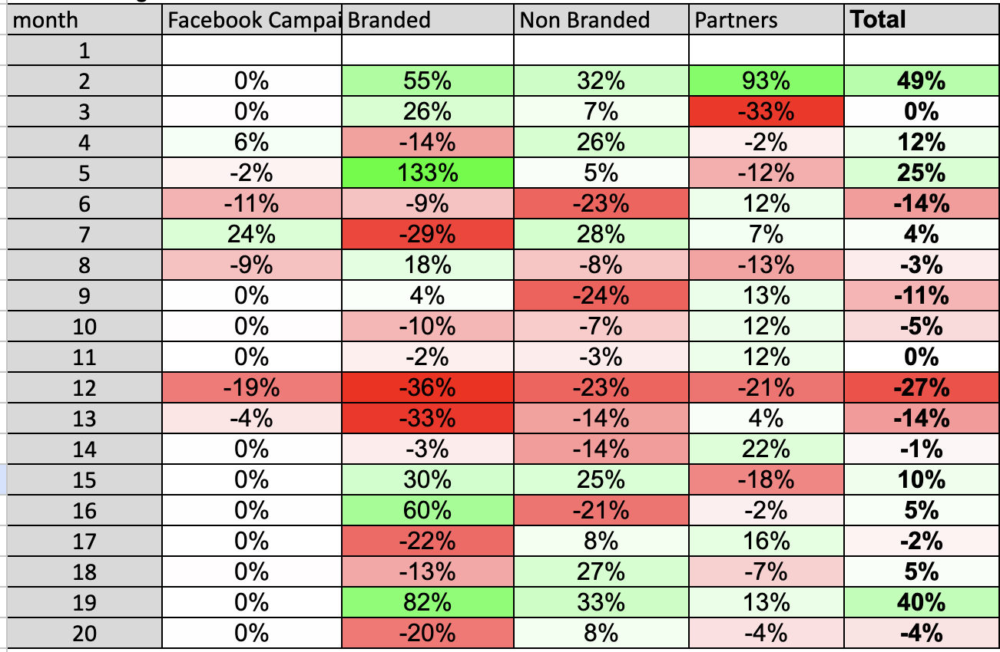 month Facebook Campai Branded Non Branded Partners Total
1
2 0% 55% 32% 93% 49%
3 0% 26% 7% -33% 0%
4 6% -14% 26% -2% 12%
5 -2% 133% 5% -12% 25%
6 -11% -9% -23% 12% -14%
7 24% -29% 28% 7% 4%
8 -9% 18% -8% -13% -3%
9 0% 4% -24% 13% -11%
10 0% -10% -7% 12% -5%
11 0% -2% -3% 12% 0%
12 -19% -36% -23% -21% -27%
13 -4% -33% -14% 4% -14%
14 0% -3% -14% 22% -1%
15 0% 30% 25% -18% 10%
16 0% 60% -21% -2% 5%
17 0% -22% 8% 16% -2%
18 0% -13% 27% -7% 5%
19 0% 82% 33% 13% 40%
20 0% -20% 8% -4% -4%